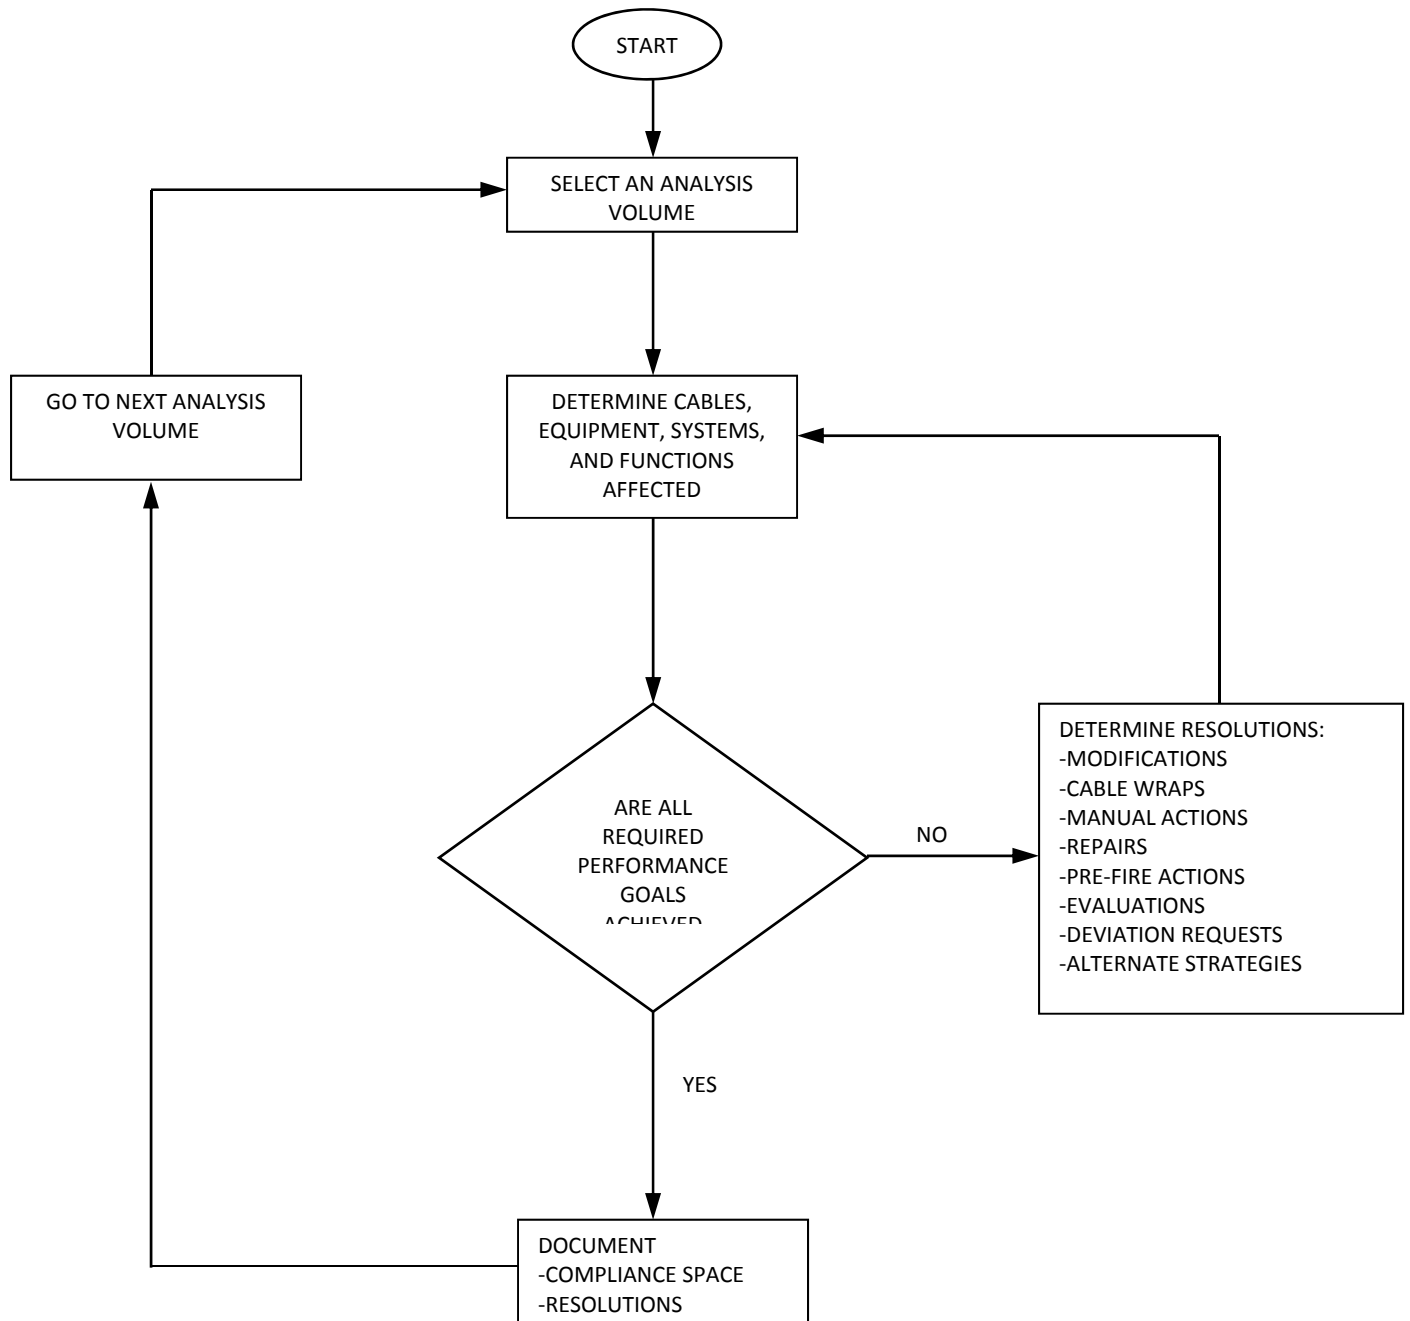 START
SELECT AN ANALYSIS
VOLUME
GO TO NEXT ANALYSIS
VOLUME
DETERMINE CABLES,
EQUIPMENT, SYSTEMS,
AND FUNCTIONS
AFFECTED
ARE ALL
REQUIRED
PERFORMANCE
GOALS
ACHIEVED
NO
DETERMINE RESOLUTIONS:
-MODIFICATIONS
-CABLE WRAPS
-MANUAL ACTIONS
-REPAIRS
-PRE-FIRE ACTIONS
-EVALUATIONS
-DEVIATION REQUESTS
-ALTERNATE STRATEGIES
YES
DOCUMENT
-COMPLIANCE SPACE
-RESOLUTIONS